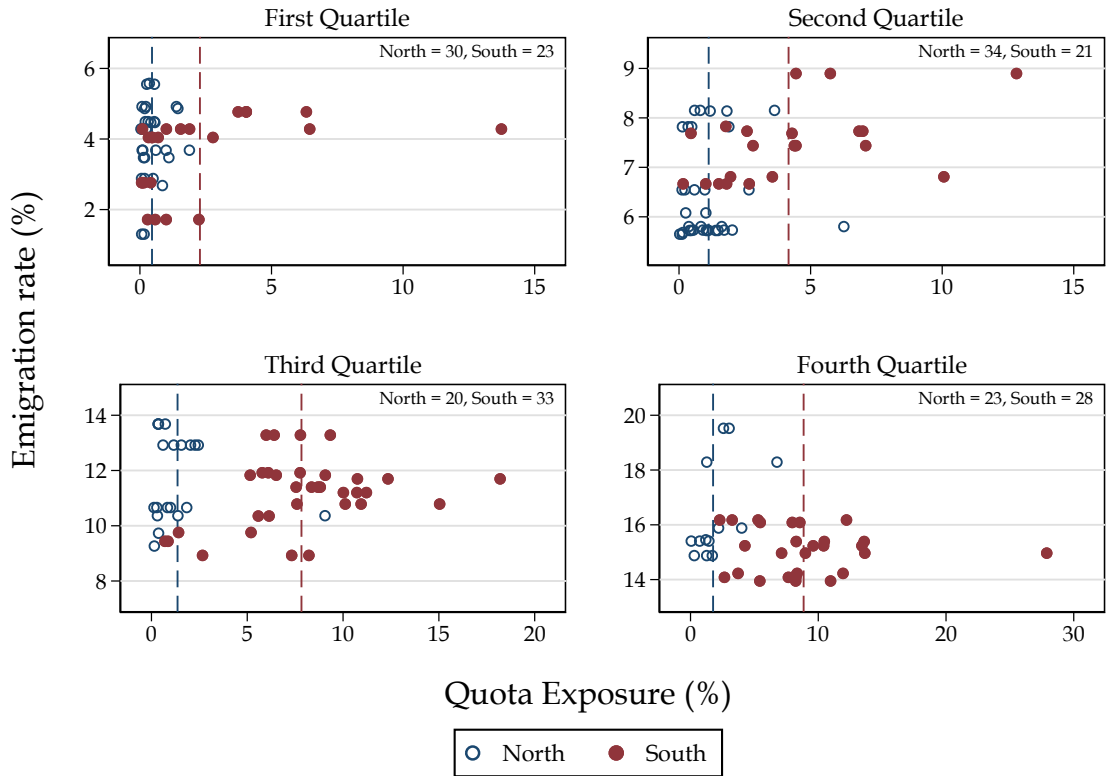 First Quartile
North = 30, South = 23
6
4
2
0
5
10
15
Second Quartile
North = 34, South = 21
9
8
7
6
0
5
10
15
Emigration rate (%)
Third Quartile
North = 20, South = 33
14
12
10
8
0
5
10
15
20
Fourth Quartile
North = 23, South = 28
20
18
16
14
0
10
20
30
Quota Exposure (%)
North
South